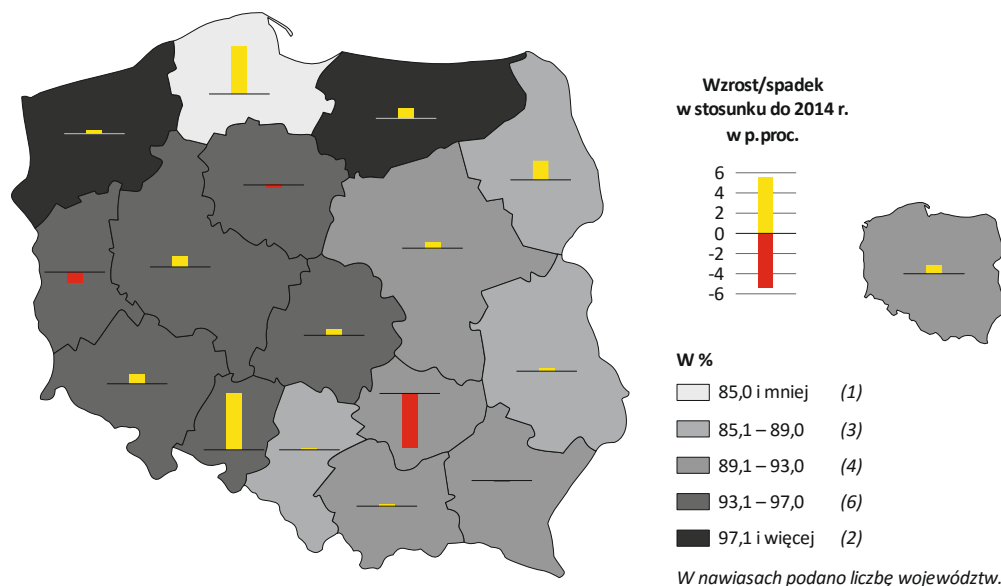 Wzrost/spadek
w stosunku do 2014 r.
w p.proc.
6
4
2
0
-2
-4
-6
W %
85,0 i mniej (1)
85,1 – 89,0 (3)
89,1 – 93,0 (4)
93,1 – 97,0 (6)
97,1 i więcej (2)
W nawiasach podano liczbę województw.